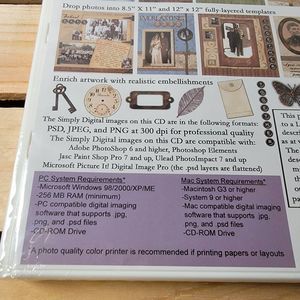 Drop photos into 8.5" X 11" and 12" x 12" fully-layered templates
EVERLASTING
Enrich artwork with realistic embellishments
The Simply Digital images on this CD are in the following formats:
PSD, JPEG, and PNG at 300 dpi for professional quality
The Simply Digital images on this CD are compatible with:
Adobe PhotoShop 6 and higher, Photoshop Elements
Jasc Paint Shop Pro 7 and up, Ulead PhotoImpact 7 and up
Microsoft Picture It! Digital Image Pro (the .psd layers are flattened)
PC System Requirements*
-Microsoft Windows 98/2000/XP/ME
-256 MB RAM (minimum)
-PC compatible digital imaging
software that supports .jpg,
.png, and .psd files
-CD-ROM Drive
Mac System Requirements*
-Macintosh G3 or higher
-System 9 or higher
-Mac compatible digital imaging
software that supports .jpg,
.png, and .psd files
-CD-ROM Drive
*A photo quality color printer is recommended if printing papers or layouts